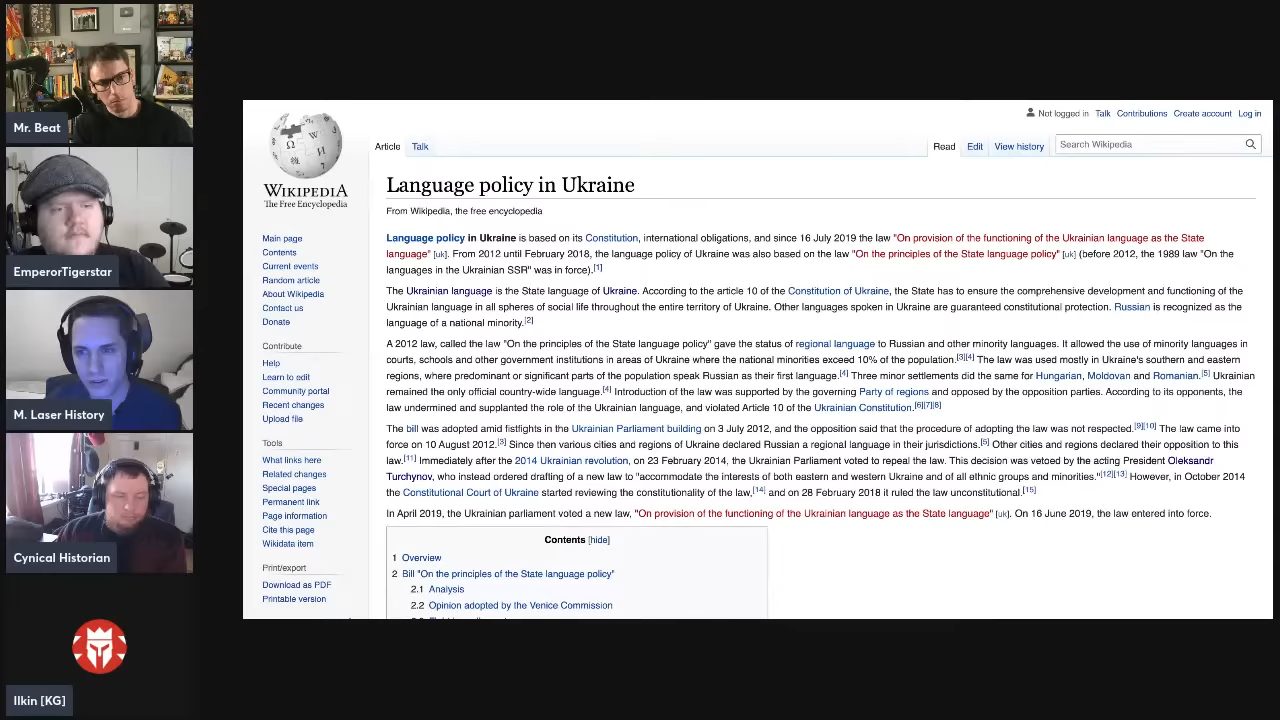 Mr. Beat
EmperorTigerstar
M. Laser History
Cynical Historian
Ilkin [KG]
WIKIPEDIA
The Free Encyclopedia
Main page
Contents
Current events
Random article
About Wikipedia
Contact us
Donate
Contribute
Help
Learn to edit
Community portal
Recent changes
Upload file
Tools
What links here
Related changes
Special pages
Permanent link
Page information
Cite this page
Wikidata item
Print/export
Download as PDF
Printable version
Not logged in Talk Contributions Create account Log in
Article Talk Read Edit View history Search Wikipedia
Language policy in Ukraine
From Wikipedia, the free encyclopedia
Language policy in Ukraine is based on its Constitution, international obligations, and since 16 July 2019 the law "On provision of the functioning of the Ukrainian language as the State
language" [uk]. From 2012 until February 2018, the language policy of Ukraine was also based on the law "On the principles of the State language policy" [uk] (before 2012, the 1989 law "On the
languages in the Ukrainian SSR" was in force).[1]
The Ukrainian language is the State language of Ukraine. According to the article 10 of the Constitution of Ukraine, the State has to ensure the comprehensive development and functioning of the
Ukrainian language in all spheres of social life throughout the entire territory of Ukraine. Other languages spoken in Ukraine are guaranteed constitutional protection. Russian is recognized as the
language of a national minority.[2]
A 2012 law, called the law "On the principles of the State language policy" gave the status of regional language to Russian and other minority languages. It allowed the use of minority languages in
courts, schools and other government institutions in areas of Ukraine where the national minorities exceed 10% of the population.[3][4] The law was used mostly in Ukraine's southern and eastern
regions, where predominant or significant parts of the population speak Russian as their first language.[4] Three minor settlements did the same for Hungarian, Moldovan and Romanian.[5] Ukrainian
remained the only official country-wide language.[4] Introduction of the law was supported by the governing Party of regions and opposed by the opposition parties. According to its opponents, the
law undermined and supplanted the role of the Ukrainian language, and violated Article 10 of the Ukrainian Constitution.[6][7][8]
The bill was adopted amid fistfights in the Ukrainian Parliament building on 3 July 2012, and the opposition said that the procedure of adopting the law was not respected.[9][10] The law came into
force on 10 August 2012.[3] Since then various cities and regions of Ukraine declared Russian a regional language in their jurisdictions.[5] Other cities and regions declared their opposition to this
law.[11] Immediately after the 2014 Ukrainian revolution, on 23 February 2014, the Ukrainian Parliament voted to repeal the law. This decision was vetoed by the acting President Oleksandr
Turchynov, who instead ordered drafting of a new law to "accommodate the interests of both eastern and western Ukraine and of all ethnic groups and minorities."[12][13] However, in October 2014
the Constitutional Court of Ukraine started reviewing the constitutionality of the law,[14] and on 28 February 2018 it ruled the law unconstitutional.[15]
In April 2019, the Ukrainian parliament voted a new law, "On provision of the functioning of the Ukrainian language as the State language" [uk]. On 16 June 2019, the law entered into force.
Contents [hide]
1 Overview
2 Bill "On the principles of the State language policy"
2.1 Analysis
2.2 Opinion adopted by the Venice Commission